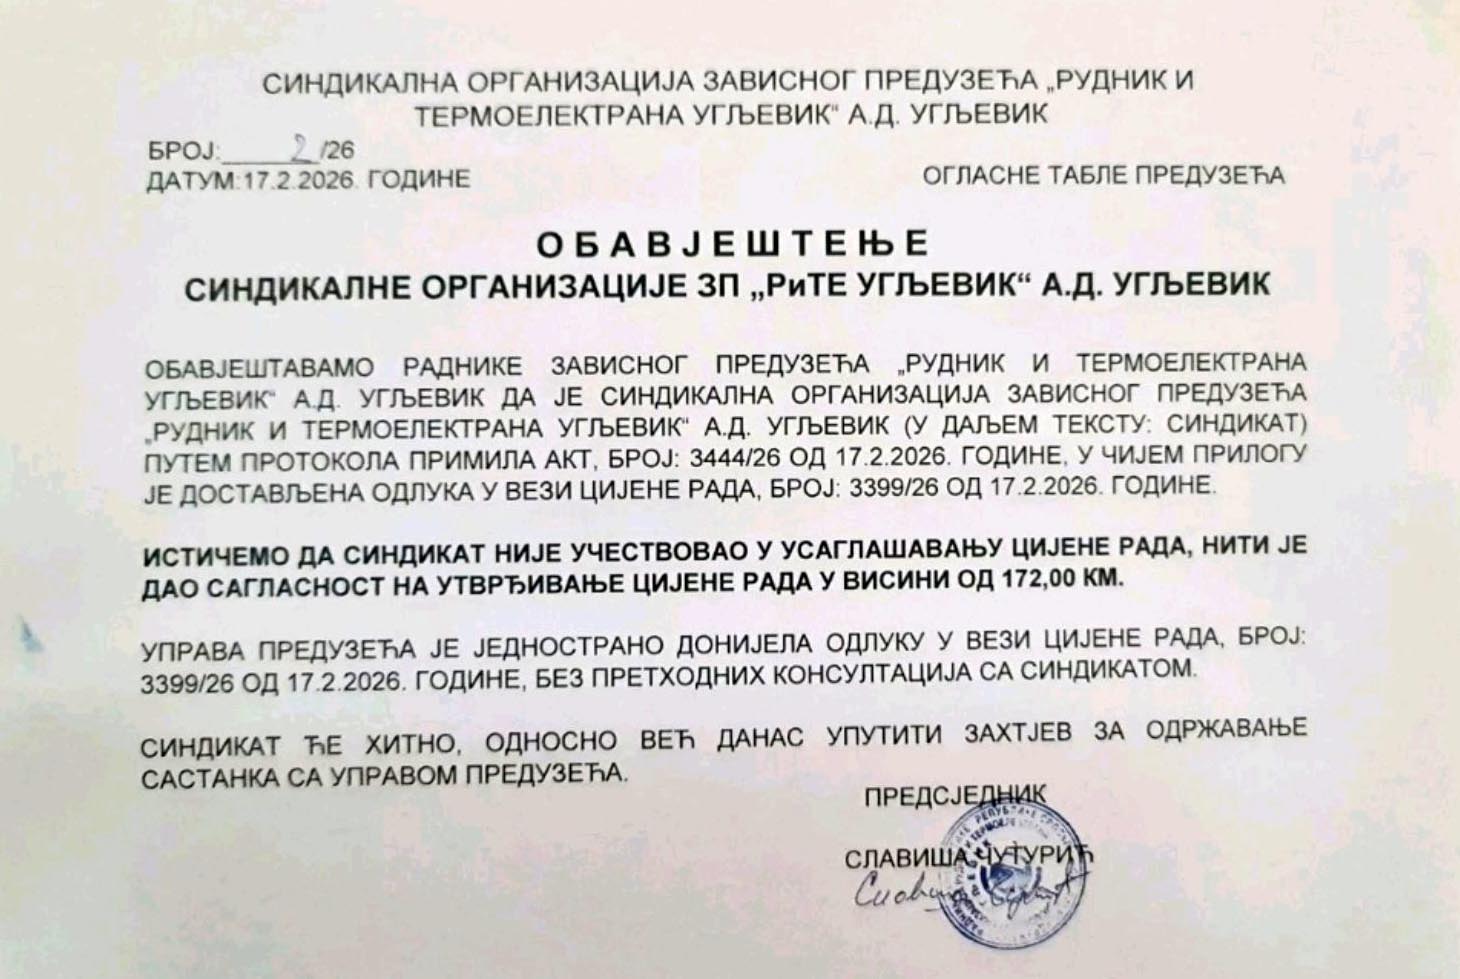 СИНДИКАЛНА ОРГАНИЗАЦИЈА ЗАВИСНОГ ПРЕДУЗЕЋА „РУДНИК И
ТЕРМОЕЛЕКТРАНА УГЉЕВИК“ А.Д. УГЉЕВИК
БРОЈ:______2_/26
ДАТУМ:17.2.2026. ГОДИНЕ
ОГЛАСНЕ ТАБЛЕ ПРЕДУЗЕЋА
О Б А В Ј Е Ш Т Е Њ Е
СИНДИКАЛНЕ ОРГАНИЗАЦИЈЕ ЗП „РиТЕ УГЉЕВИК“ А.Д. УГЉЕВИК
ОБАВЈЕШТАВАМО РАДНИКЕ ЗАВИСНОГ ПРЕДУЗЕЋА „РУДНИК И ТЕРМОЕЛЕКТРАНА
УГЉЕВИК“ А.Д. УГЉЕВИК ДА ЈЕ СИНДИКАЛНА ОРГАНИЗАЦИЈА ЗАВИСНОГ ПРЕДУЗЕЋА
„РУДНИК И ТЕРМОЕЛЕКТРАНА УГЉЕВИК“ А.Д. УГЉЕВИК (У ДАЉЕМ ТЕКСТУ: СИНДИКАТ)
ПУТЕМ ПРОТОКОЛА ПРИМИЛА АКТ, БРОЈ: 3444/26 ОД 17.2.2026. ГОДИНЕ, У ЧИЈЕМ ПРИЛОГУ
ЈЕ ДОСТАВЉЕНА ОДЛУКА У ВЕЗИ ЦИЈЕНЕ РАДА, БРОЈ: 3399/26 ОД 17.2.2026. ГОДИНЕ.
ИСТИЧЕМО ДА СИНДИКАТ НИЈЕ УЧЕСТВОВАО У УСАГЛАШАВАЊУ ЦИЈЕНЕ РАДА, НИТИ ЈЕ
ДАО САГЛАСНОСТ НА УТВРЂИВАЊЕ ЦИЈЕНЕ РАДА У ВИСИНИ ОД 172,00 КМ.
УПРАВА ПРЕДУЗЕЋА ЈЕ ЈЕДНОСТРАНО ДОНИЈЕЛА ОДЛУКУ У ВЕЗИ ЦИЈЕНЕ РАДА, БРОЈ:
3399/26 ОД 17.2.2026. ГОДИНЕ, БЕЗ ПРЕТХОДНИХ КОНСУЛТАЦИЈА СА СИНДИКАТОМ.
СИНДИКАТ ЋЕ ХИТНО, ОДНОСНО ВЕЋ ДАНАС УПУТИТИ ЗАХТЈЕВ ЗА ОДРЖАВАЊЕ
САСТАНКА СА УПРАВОМ ПРЕДУЗЕЋА.
ПРЕДСЈЕДНИК
СЛАВИША ЧУТУРИЋ